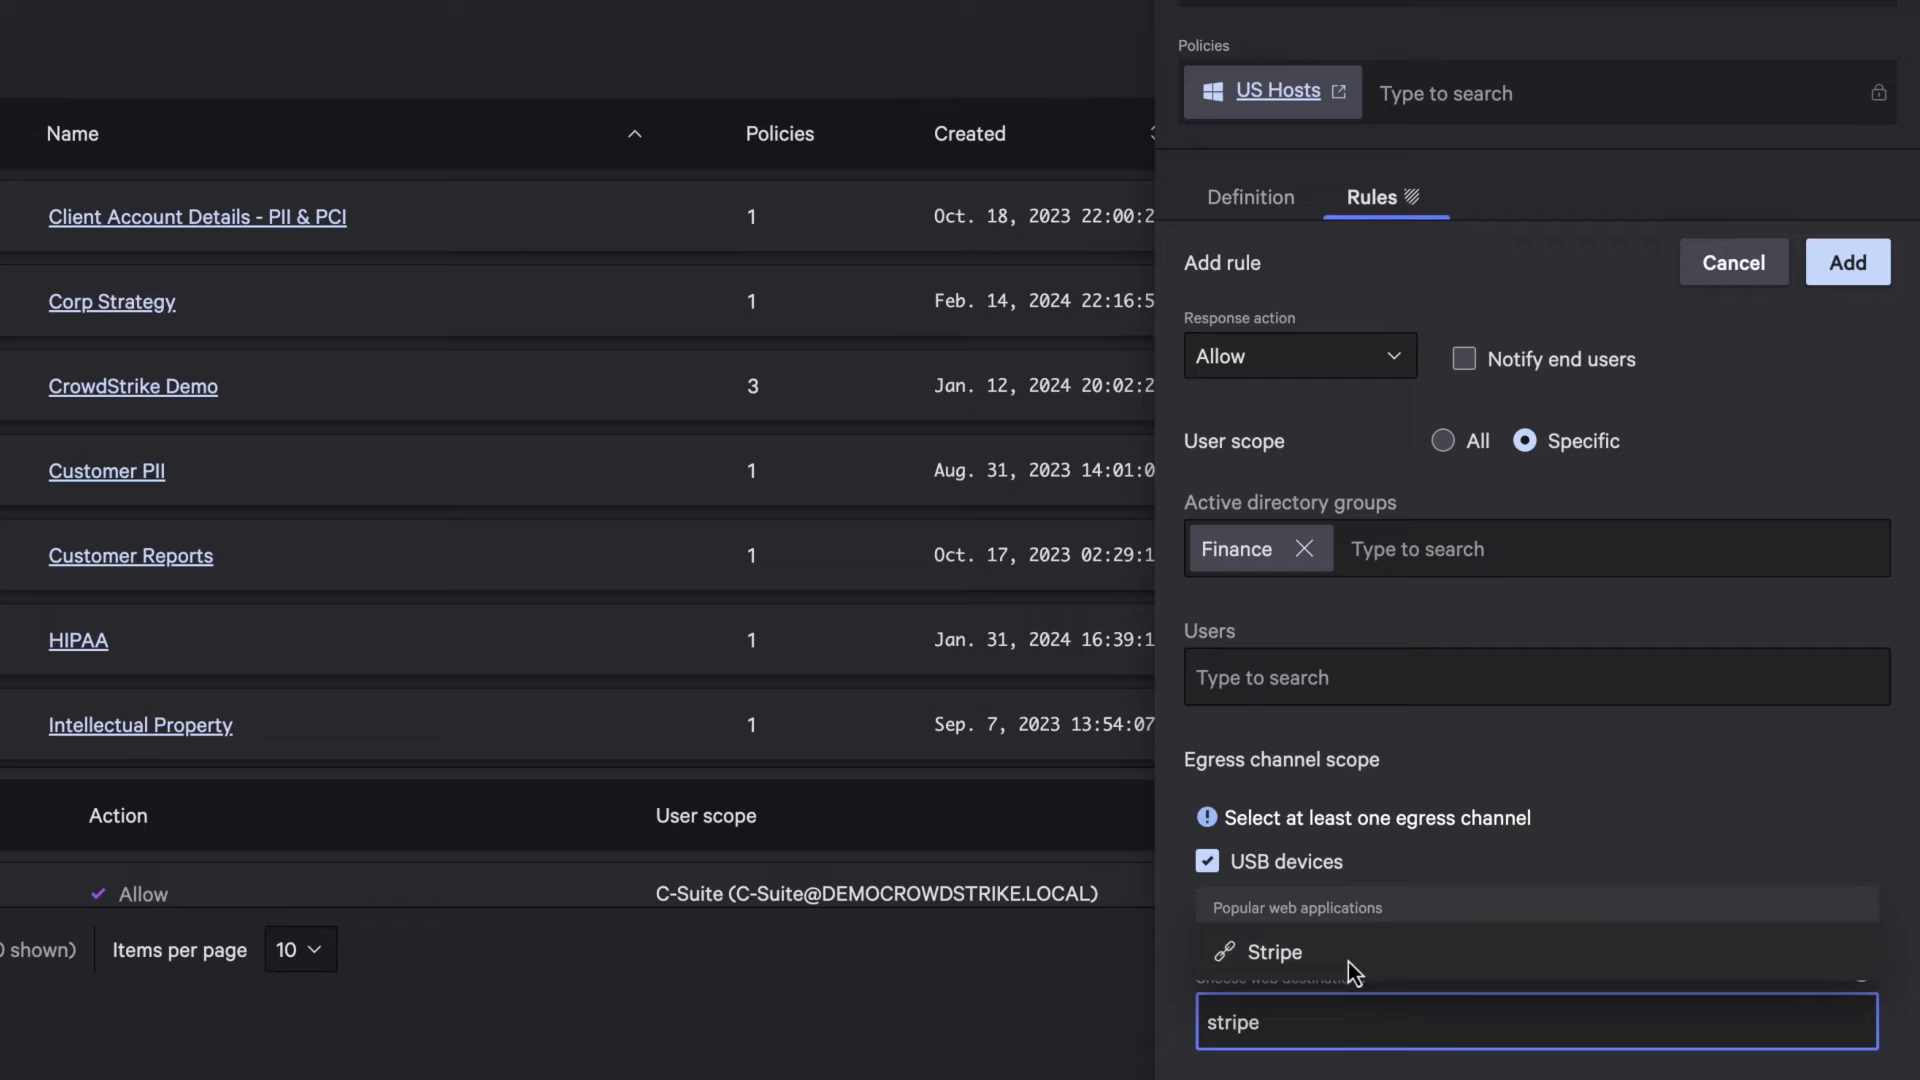 Policies
US Hosts Type to search
Name Policies Created
Definition Rules
Client Account Details - PII & PCI 1 Oct. 18, 2023 22:00:2
Add rule Cancel Add
Corp Strategy 1 Feb. 14, 2024 22:16:5
Response action
Allow Notify end users
CrowdStrike Demo 3 Jan. 12, 2024 20:02:2
User scope All Specific
Customer PII 1 Aug. 31, 2023 14:01:0
Active directory groups
Finance Type to search
Customer Reports 1 Oct. 17, 2023 02:29:1
Users
HIPAA 1 Jan. 31, 2024 16:39:1
Type to search
Intellectual Property 1 Sep. 7, 2023 13:54:07
Egress channel scope
Action User scope
Select at least one egress channel
USB devices
Allow C-Suite (C-Suite@DEMOCROWDSTRIKE.LOCAL)
Popular web applications
shown) Items per page 10
Stripe
stripe